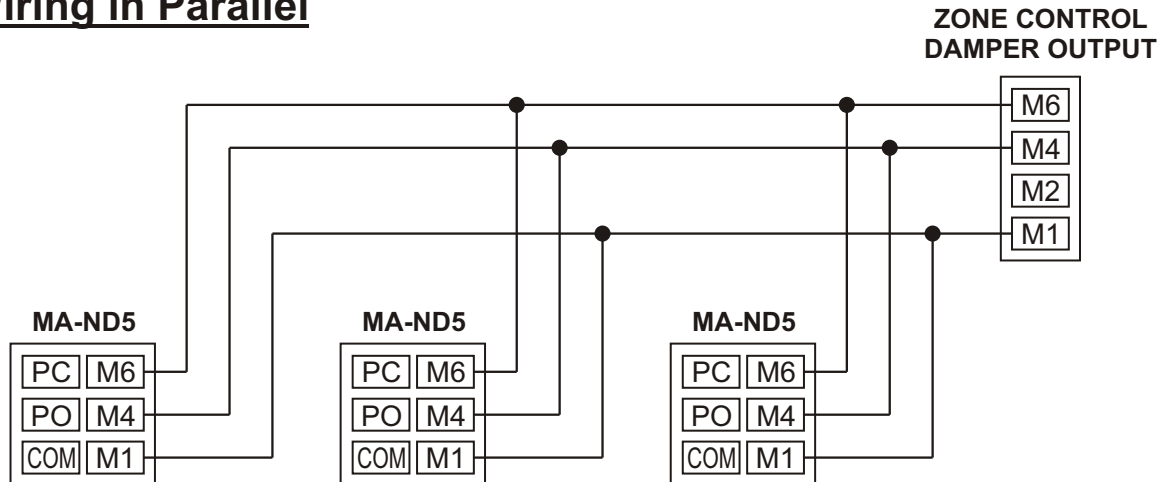 in Parallel
ZONE CONTROL
DAMPER OUTPUT
M6
M4
M2
M1
MA-ND5
PC M6
PO M4
COM M1
MA-ND5
PC M6
PO M4
COM M1
MA-ND5
PC M6
PO M4
COM M1